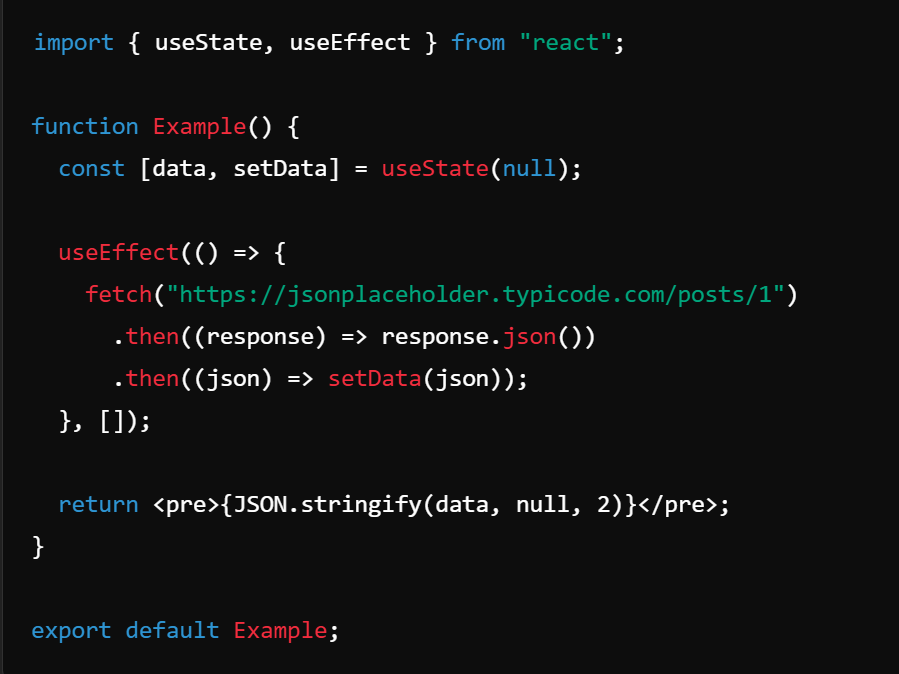 import { useState, useEffect } from "react";
function Example() {
  const [data, setData] = useState(null);
  useEffect(() => {
    fetch("https://jsonplaceholder.typicode.com/posts/1")
      .then((response) => response.json())
      .then((json) => setData(json));
  }, []);
  return <pre>{JSON.stringify(data, null, 2)}</pre>;
}
export default Example;